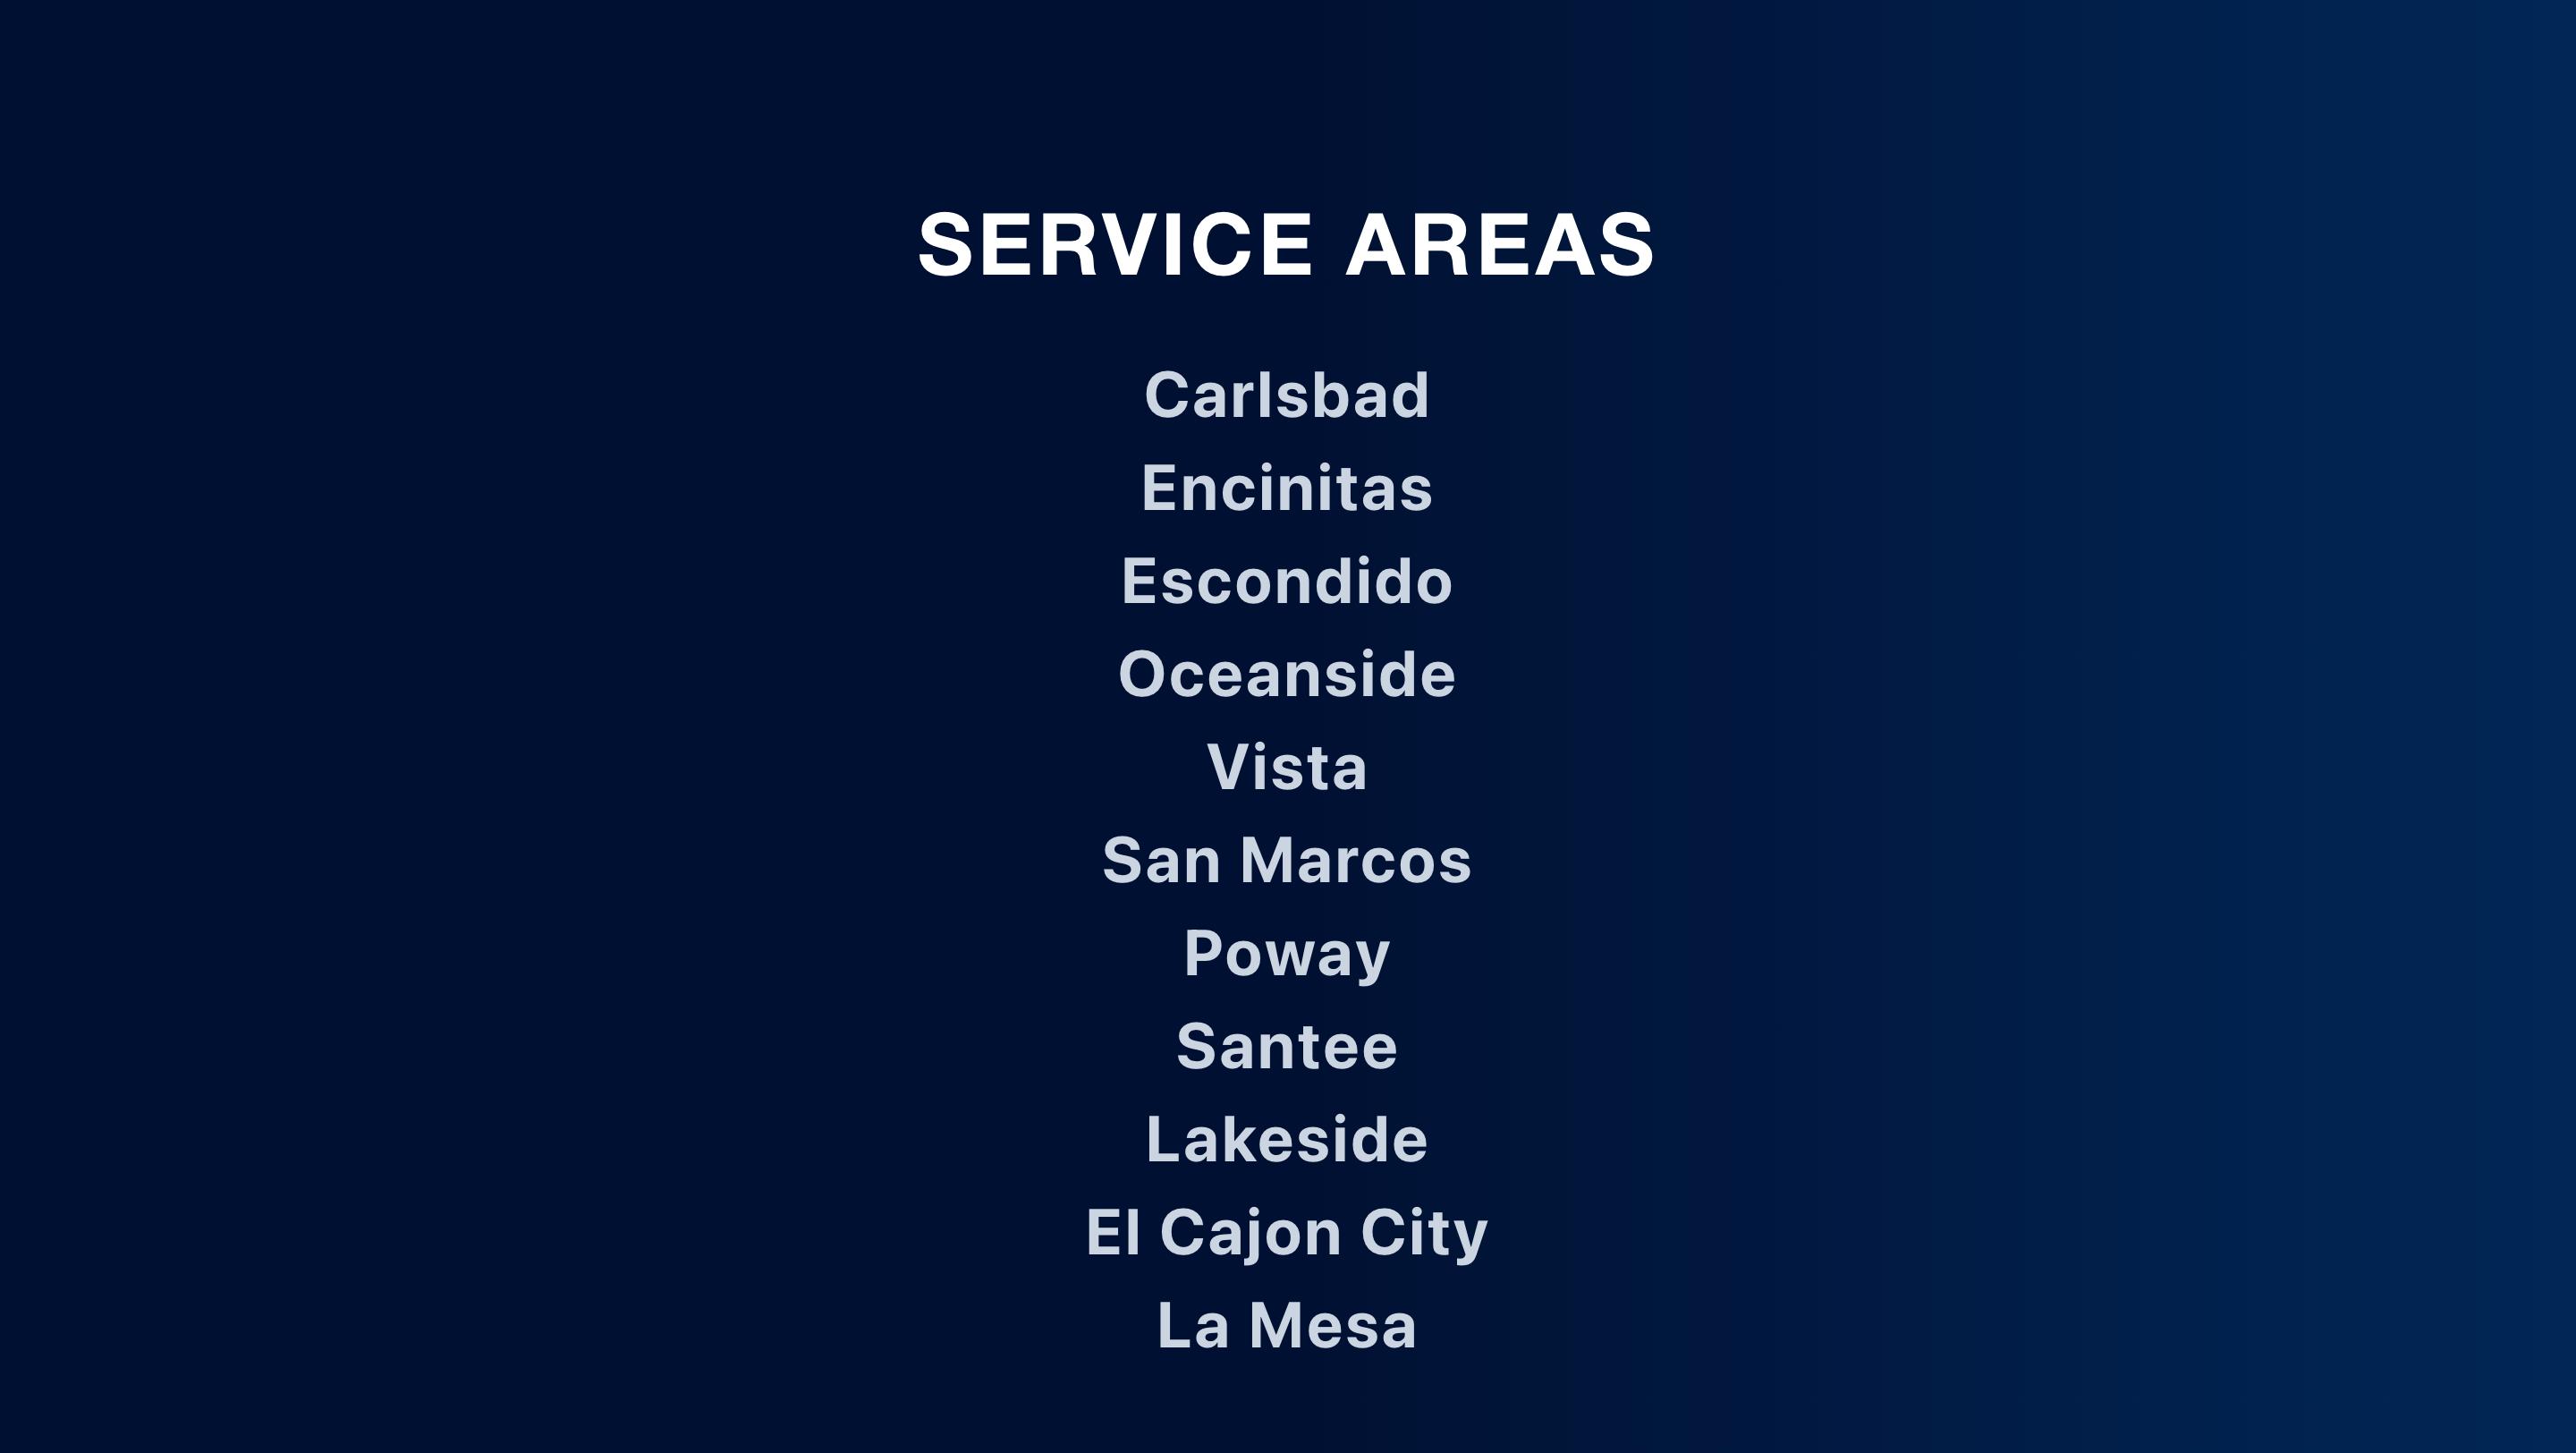 SERVICE AREAS
Carlsbad
Encinitas
Escondido
Oceanside
Vista
San Marcos
Poway
Santee
Lakeside
El Cajon City
La Mesa